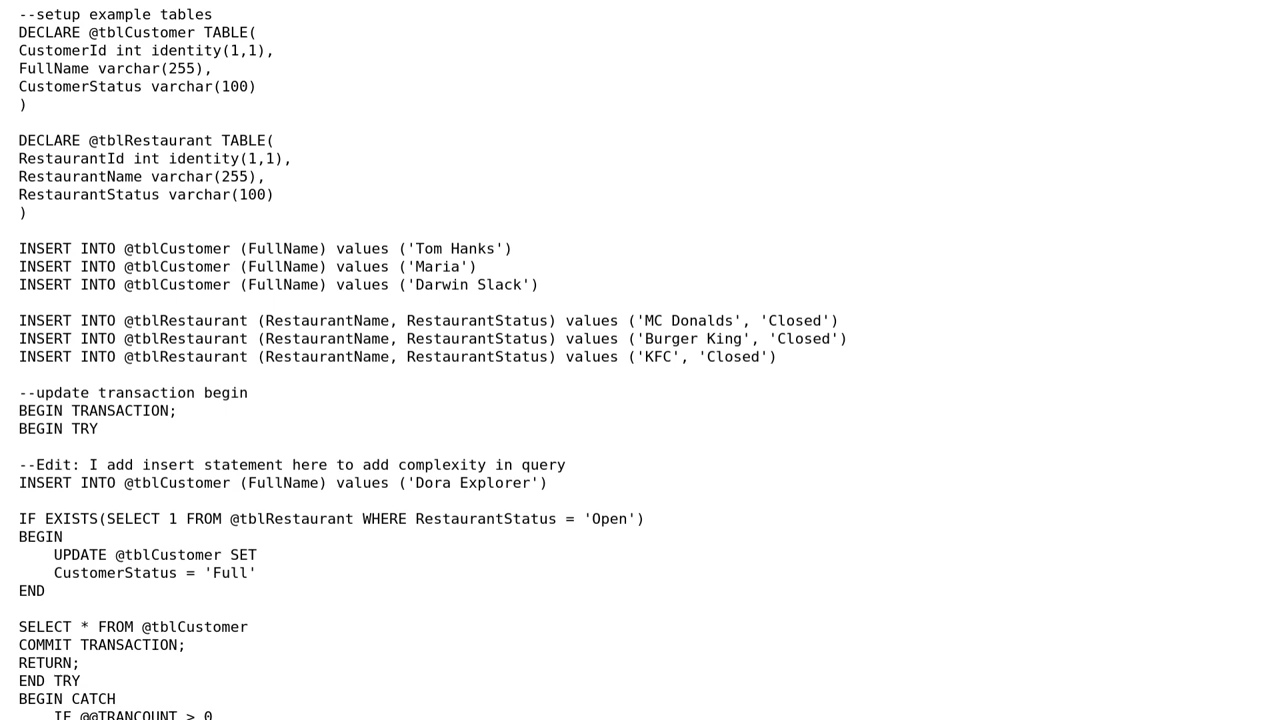 --setup example tables
DECLARE @tblCustomer TABLE(
CustomerId int identity(1,1),
FullName varchar(255),
CustomerStatus varchar(100)
)

DECLARE @tblRestaurant TABLE(
RestaurantId int identity(1,1),
RestaurantName varchar(255),
RestaurantStatus varchar(100)
)

INSERT INTO @tblCustomer (FullName) values ('Tom Hanks')
INSERT INTO @tblCustomer (FullName) values ('Maria')
INSERT INTO @tblCustomer (FullName) values ('Darwin Slack')

INSERT INTO @tblRestaurant (RestaurantName, RestaurantStatus) values ('MC Donalds', 'Closed')
INSERT INTO @tblRestaurant (RestaurantName, RestaurantStatus) values ('Burger King', 'Closed')
INSERT INTO @tblRestaurant (RestaurantName, RestaurantStatus) values ('KFC', 'Closed')

--update transaction begin
BEGIN TRANSACTION;
BEGIN TRY

--Edit: I add insert statement here to add complexity in query
INSERT INTO @tblCustomer (FullName) values ('Dora Explorer')

IF EXISTS(SELECT 1 FROM @tblRestaurant WHERE RestaurantStatus = 'Open')
BEGIN
    UPDATE @tblCustomer SET
    CustomerStatus = 'Full'
END

SELECT * FROM @tblCustomer
COMMIT TRANSACTION;
RETURN;
END TRY
BEGIN CATCH
    IF @@TRANCOUNT > 0